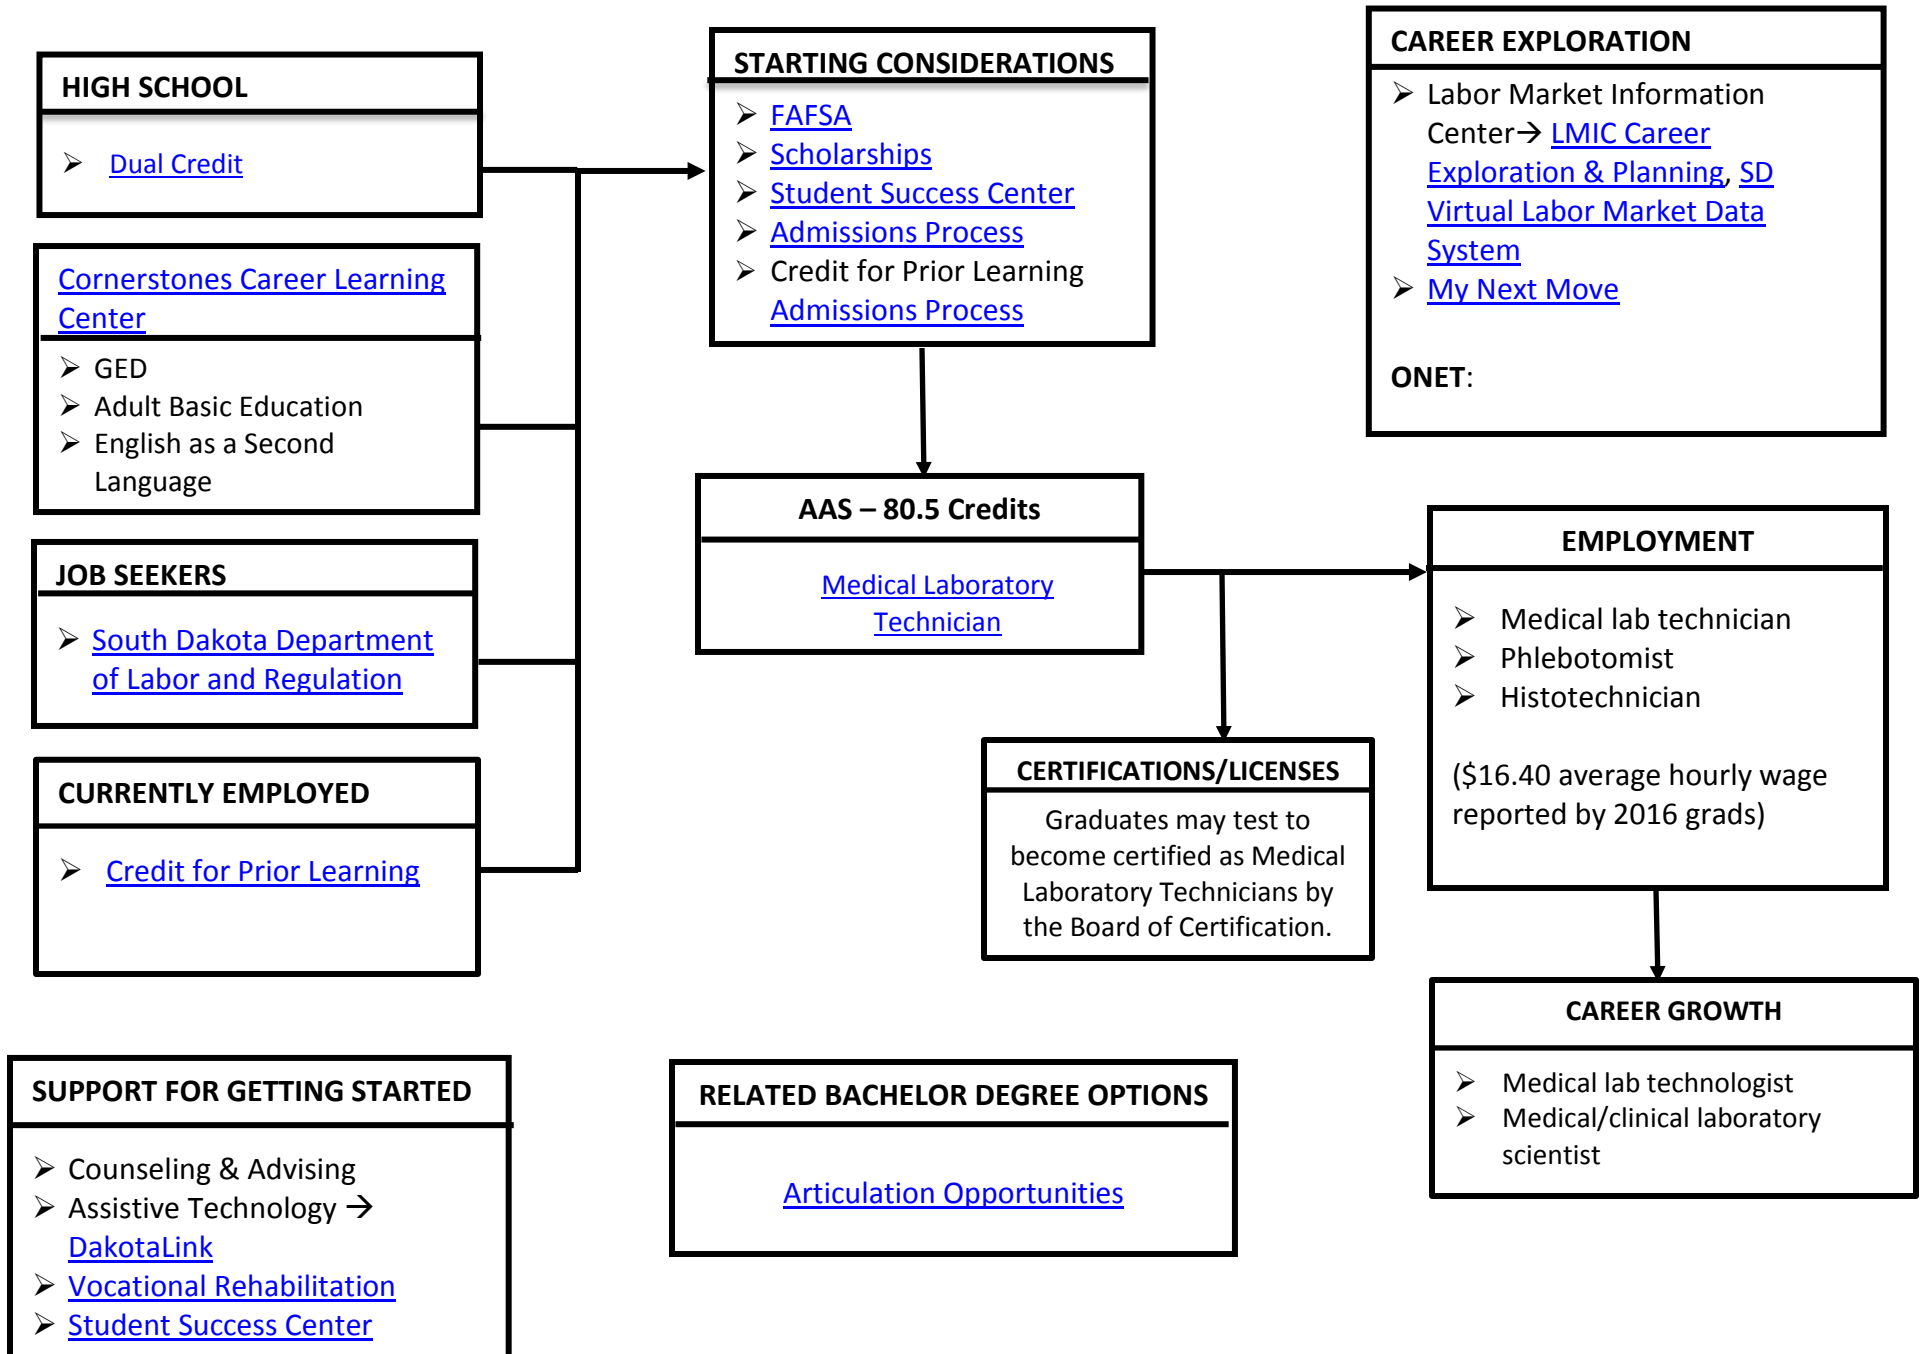 HIGH SCHOOL
➢ Dual Credit
Cornerstones Career Learning
Center
➢ GED
➢ Adult Basic Education
➢ English as a Second
Language
JOB SEEKERS
➢ South Dakota Department
of Labor and Regulation
CURRENTLY EMPLOYED
➢ Credit for Prior Learning
SUPPORT FOR GETTING STARTED
➢ Counseling & Advising
➢ Assistive Technology →
DakotaLink
➢ Vocational Rehabilitation
➢ Student Success Center
STARTING CONSIDERATIONS
➢ FAFSA
➢ Scholarships
➢ Student Success Center
➢ Admissions Process
➢ Credit for Prior Learning
Admissions Process
AAS – 80.5 Credits
Medical Laboratory
Technician
CERTIFICATIONS/LICENSES
Graduates may test to
become certified as Medical
Laboratory Technicians by
the Board of Certification.
RELATED BACHELOR DEGREE OPTIONS
Articulation Opportunities
CAREER EXPLORATION
➢ Labor Market Information
Center→ LMIC Career
Exploration & Planning, SD
Virtual Labor Market Data
System
➢ My Next Move
ONET:
EMPLOYMENT
➢ Medical lab technician
➢ Phlebotomist
➢ Histotechnician
($16.40 average hourly wage
reported by 2016 grads)
CAREER GROWTH
➢ Medical lab technologist
➢ Medical/clinical laboratory
scientist